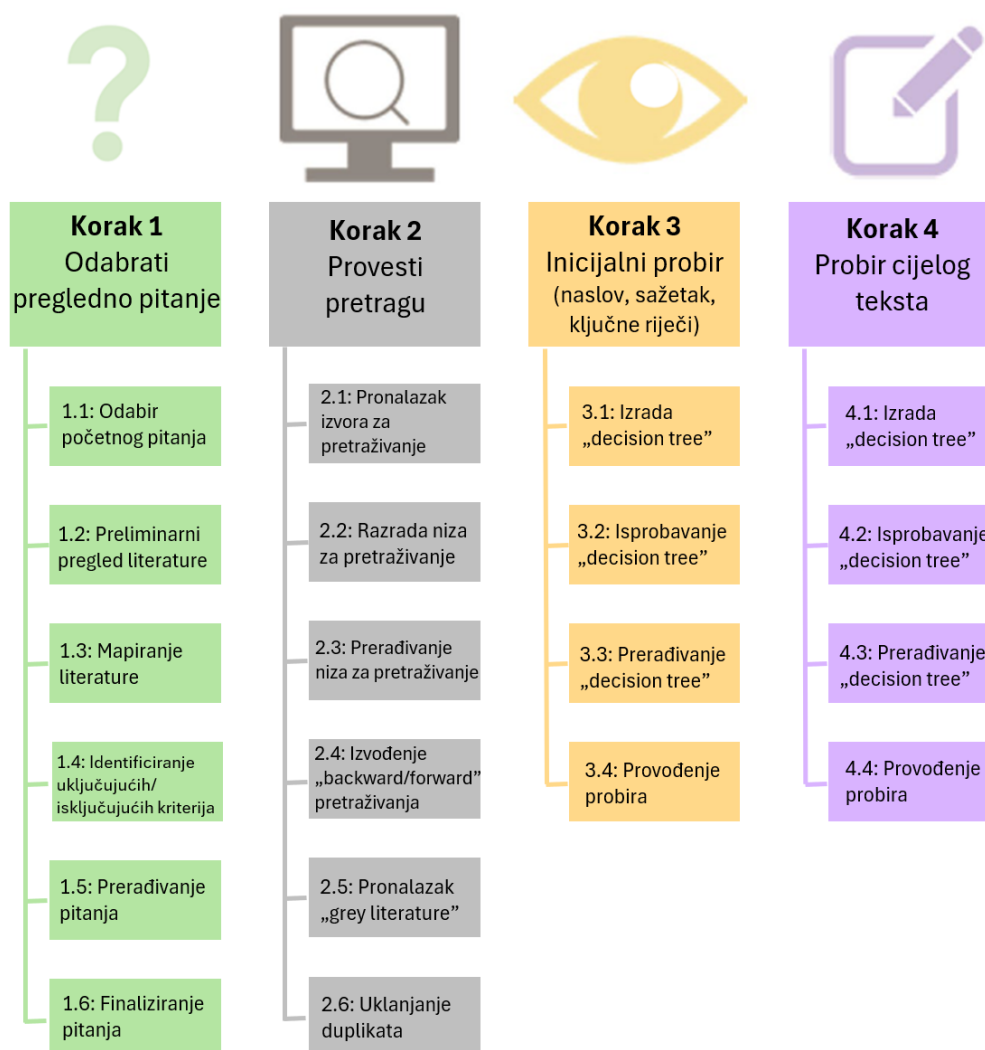 Korak 1
Odabrati
pregledno pitanje
1.1: Odabir
početnog pitanja
1.2: Preliminarni
pregled literature
1.3: Mapiranje
literature
1.4: Identificiranje
uključujućih/
isključujućih kriterija
1.5: Prerađivanje
pitanja
1.6: Finaliziranje
pitanja
Korak 2
Provesti
pretragu
2.1: Pronalazak
izvora za
pretraživanje
2.2: Razrada niza
za pretraživanje
2.3: Prerađivanje
niza za pretraživanje
2.4: Izvođenje
„backward/forward”
pretraživanja
2.5: Pronalazak
„grey literature”
2.6: Uklanjanje
duplikata
Korak 3
Inicijalni probir
(naslov, sažetak,
ključne riječi)
3.1: Izrada
„decision tree”
3.2: Isprobavanje
„decision tree”
3.3: Prerađivanje
„decision tree”
3.4: Provođenje
probira
Korak 4
Probir cijelog
teksta
4.1: Izrada
„decision tree”
4.2: Isprobavanje
„decision tree”
4.3: Prerađivanje
„decision tree”
4.4: Provođenje
probira